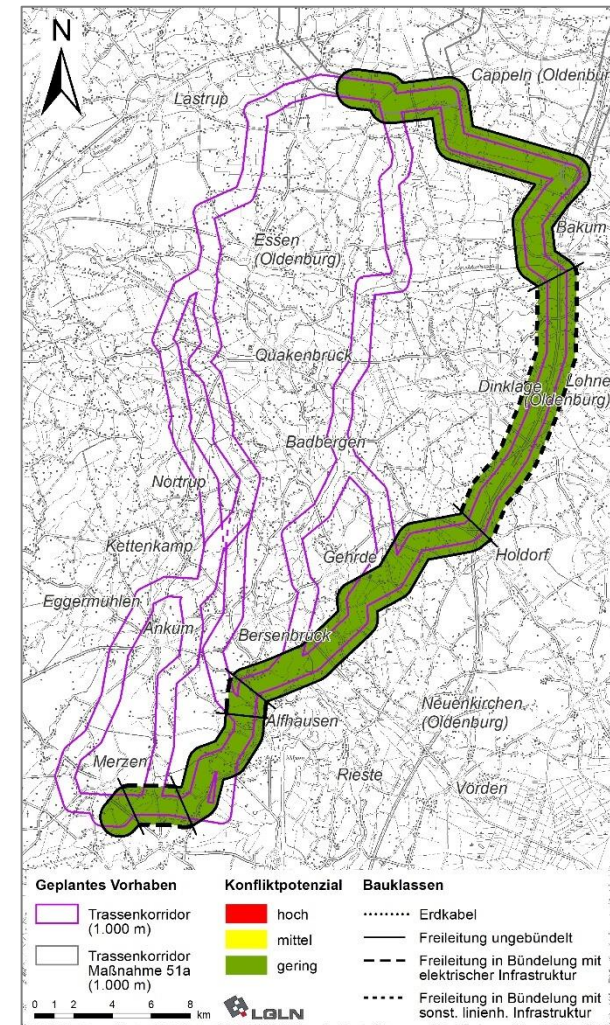 N
Cappeln (Oldenbur
Lastrup
Bakum
Essen
(Oldenburg)
Quakenbrück
Dinklage
Lohne
(Oldenburg)
Badbergen
Nortrup
Holdorf
Gehrde
Kettenkamp
Eggermühlen
Ankum
Bersenbrück
Neuenkirchen
(Oldenburg)
Alfhausen
Merzen
Rieste
Vörden
Geplantes Vorhaben
Trassenkorridor
(1.000 m)
Trassenkorridor
Maßnahme 51a
(1.000 m)
0 1 2 4 6 8
km
Konfliktpotenzial
hoch
mittel
gering
LGLN
Bauklassen
Erdkabel
Freileitung ungebündelt
Freileitung in Bündelung mit
elektrischer Infrastruktur
Freileitung in Bündelung mit
sonst. linienh. Infrastruktur